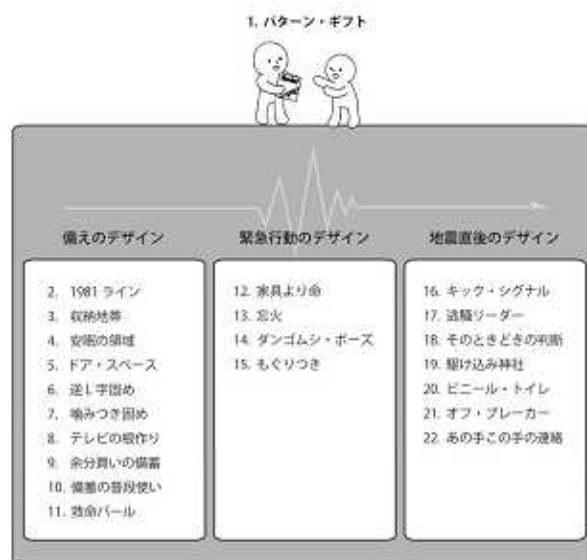 1. パターン・ギフト
備えのデザイン
2. 1981 ライン
3. 収納地帯
4. 安眠の領域
5. ドア・スペース
6. 逆L字固め
7. 噛みつき固め
8. テレビの根作り
9. 余分買いの備蓄
10. 備蓄の普段使い
11. 救命バール
緊急行動のデザイン
12. 家具より命
13. 忘火
14. ダンゴムシ・ポーズ
15. もぐりつき
地震直後のデザイン
16. キック・シグナル
17. 逃騒リーダー
18. そのときどきの判断
19. 駆け込み神社
20. ビニール・トイレ
21. オフ・ブレーカー
22. あの手この手の連絡